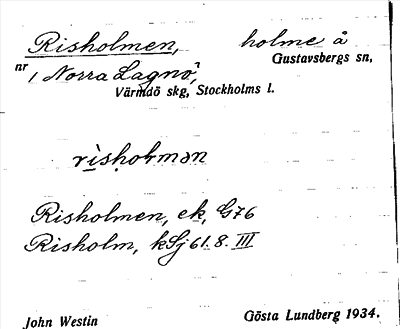 Risholmen, holme å
Gustavsbergs sn,
nr 1 Norra Lagnö,
Värmdö skg, Stockholms l.
rìsholmən
Risholmen, ek, G76
Risholm, kSj 61.8.III
John Westin Gösta Lundberg 1934.